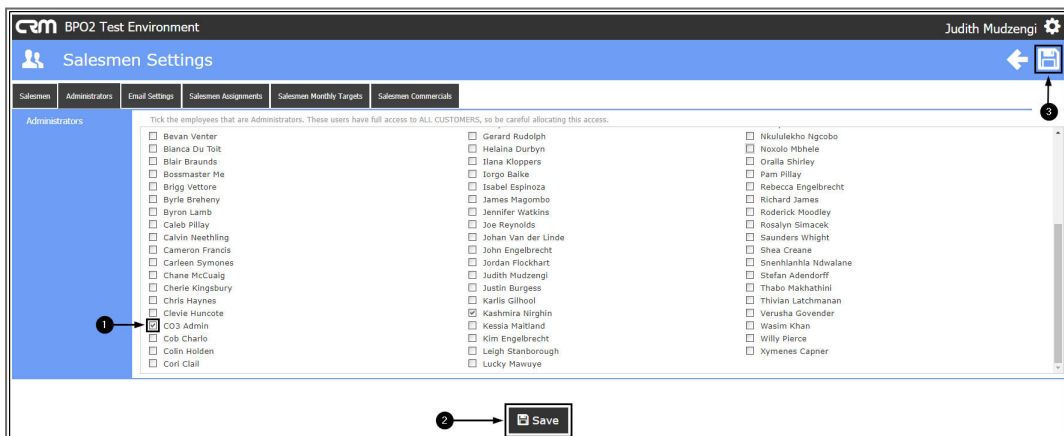 CRM BPO2 Test Environment
Judith Mudzengi
Salesmen Settings
Salesmen Administrators Email Settings Salesmen Assignments Salesmen Monthly Targets Salesmen Commercials
3
Administrators
Tick the employees that are Administrators. These users have full access to ALL CUSTOMERS, so be careful allocating this access.
Bevan Venter Gerard Rudolph Nkululekho Ngcobo
Bianca Du Toit Helaina Durbyn Noxolo Mbhele
Blair Braunds Ilana Kloppers Oralla Shirley
Bossmaster Me Iorgo Balke Pam Pillay
Brigg Vettore Isabel Espinoza Rebecca Engelbrecht
Byrle Breheny James Magombo Richard James
Byron Lamb Jennifer Watkins Roderick Moodley
Caleb Pillay Joe Reynolds Rosalyn Simacek
Calvin Neethling Johan Van der Linde Saunders Whight
Cameron Francis John Engelbrecht Shea Creane
Carleen Symones Jordan Flockhart Snenhlanhla Ndwalane
Chane McCuaig Judith Mudzengi Stefan Adendorff
Cherie Kingsbury Justin Burgess Thabo Makhathini
Chris Haynes Karlis Gilhool Thivian Latchmanan
Clevie Huncote Kashmira Nirghin Verusha Govender
1 CO3 Admin Kessia Maitland Wasim Khan
Cob Charlo Kim Engelbrecht Willy Pierce
Colin Holden Leigh Stanborough Xymenes Capner
Cori Clail Lucky Mawuye
2 Save